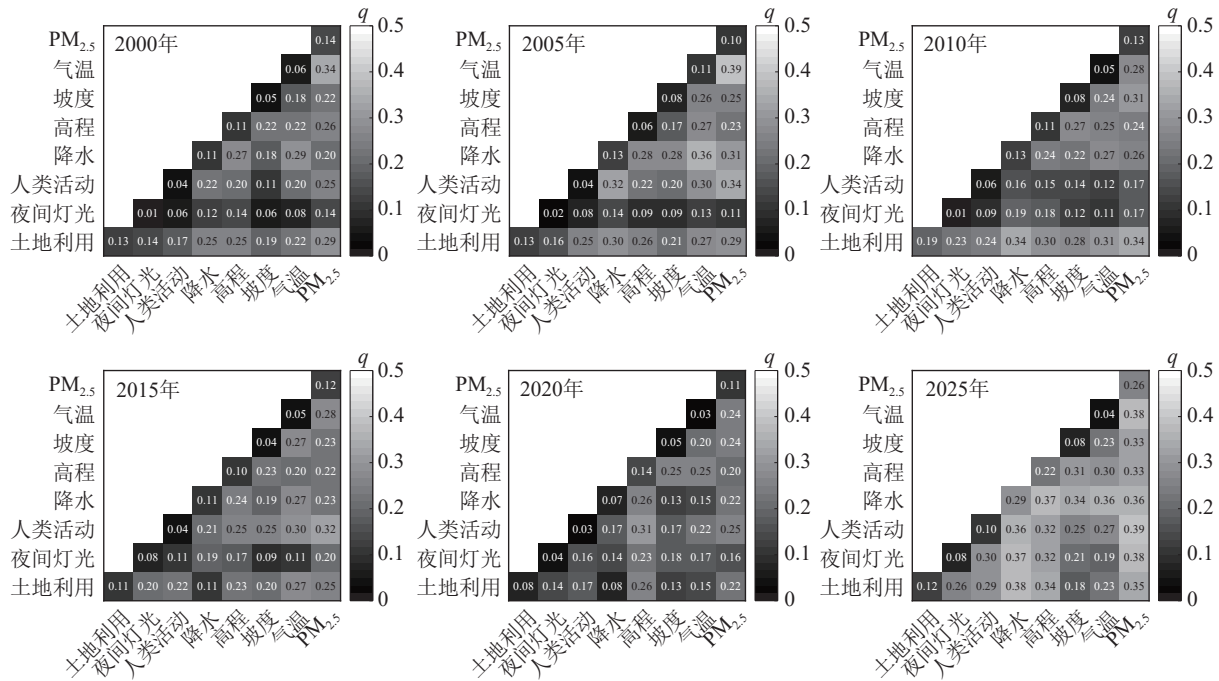 q
2000年
PM2.5 0.14 0.5
气温 0.06 0.34 0.4
坡度 0.05 0.18 0.22 0.3
高程 0.11 0.22 0.22 0.26
降水 0.11 0.27 0.18 0.29 0.20 0.2
人类活动 0.04 0.22 0.20 0.11 0.20 0.25
夜间灯光 0.01 0.06 0.12 0.14 0.06 0.08 0.14 0.1
土地利用 0.13 0.14 0.17 0.25 0.25 0.19 0.22 0.29 0
土地利用 夜间灯光 人类活动 降水 高程 坡度 气温 PM2.5
q
2005年
PM2.5 0.10 0.5
气温 0.11 0.39 0.4
坡度 0.08 0.26 0.25 0.3
高程 0.06 0.17 0.27 0.23
降水 0.13 0.28 0.28 0.36 0.31 0.2
人类活动 0.04 0.32 0.22 0.20 0.30 0.34
夜间灯光 0.02 0.08 0.14 0.09 0.09 0.13 0.11 0.1
土地利用 0.13 0.16 0.25 0.30 0.26 0.21 0.27 0.29 0
土地利用 夜间灯光 人类活动 降水 高程 坡度 气温 PM2.5
q
2010年
PM2.5 0.13 0.5
气温 0.05 0.28 0.4
坡度 0.08 0.24 0.31 0.3
高程 0.11 0.27 0.25 0.24
降水 0.13 0.24 0.22 0.27 0.26 0.2
人类活动 0.06 0.16 0.15 0.14 0.12 0.17
夜间灯光 0.01 0.09 0.19 0.18 0.12 0.11 0.17 0.1
土地利用 0.19 0.23 0.24 0.34 0.30 0.28 0.31 0.34 0
土地利用 夜间灯光 人类活动 降水 高程 坡度 气温 PM2.5
q
2015年
PM2.5 0.12 0.5
气温 0.05 0.28 0.4
坡度 0.04 0.27 0.23 0.3
高程 0.10 0.23 0.20 0.22
降水 0.11 0.24 0.19 0.27 0.23 0.2
人类活动 0.04 0.21 0.25 0.25 0.30 0.32
夜间灯光 0.08 0.11 0.19 0.17 0.09 0.11 0.20 0.1
土地利用 0.11 0.20 0.22 0.11 0.23 0.20 0.27 0.25 0
土地利用 夜间灯光 人类活动 降水 高程 坡度 气温 PM2.5
q
2020年
PM2.5 0.11 0.5
气温 0.03 0.24 0.4
坡度 0.05 0.20 0.24 0.3
高程 0.14 0.25 0.25 0.20
降水 0.07 0.26 0.13 0.15 0.22 0.2
人类活动 0.03 0.17 0.31 0.17 0.22 0.25
夜间灯光 0.04 0.16 0.14 0.23 0.18 0.17 0.16 0.1
土地利用 0.08 0.14 0.17 0.08 0.26 0.13 0.15 0.22 0
土地利用 夜间灯光 人类活动 降水 高程 坡度 气温 PM2.5
q
2025年
PM2.5 0.26 0.5
气温 0.04 0.38 0.4
坡度 0.08 0.23 0.33 0.3
高程 0.22 0.31 0.30 0.33
降水 0.29 0.37 0.34 0.36 0.36 0.2
人类活动 0.10 0.36 0.32 0.25 0.27 0.39
夜间灯光 0.08 0.30 0.37 0.32 0.21 0.19 0.38 0.1
土地利用 0.12 0.26 0.29 0.38 0.34 0.18 0.23 0.35 0
土地利用 夜间灯光 人类活动 降水 高程 坡度 气温 PM2.5